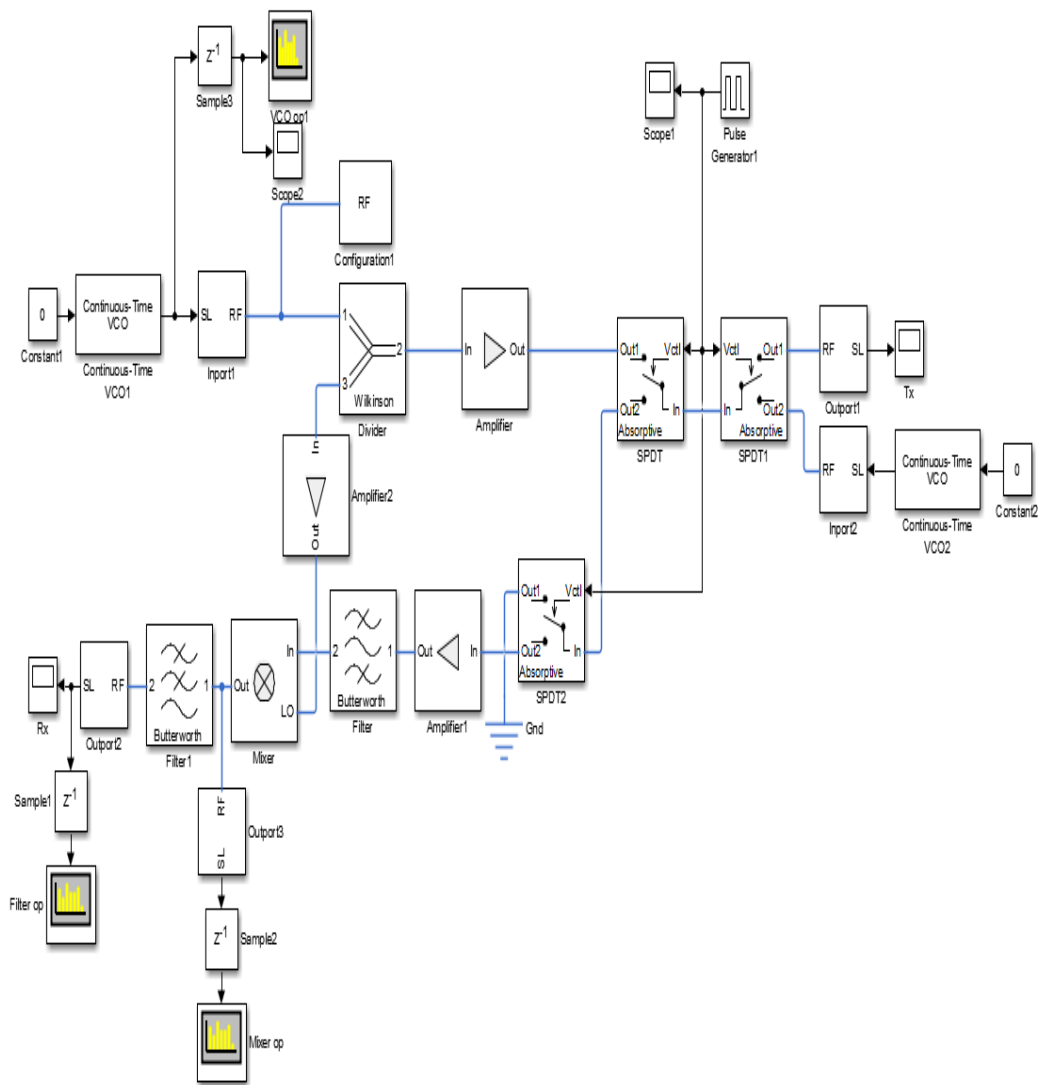 Z-1
Sample3
VCO op1
Scope2
Scope1
Pulse
Generator1
RF
Configuration1
0
Constant1
Continuous-Time
VCO
Continuous-Time
VCO1
SL
RF
Inport1
1
2
3
Wilkinson
Divider
In
Out
Amplifier
Out1
Vctl
Out2
In
Absorptive
SPDT
Vctl
Out1
In
Out2
Absorptive
SPDT1
RF
SL
Outport1
Tx
RF
SL
Inport2
Continuous-Time
VCO
Continuous-Time
VCO2
0
Constant2
In
Out
Amplifier2
Out1
Vctl
Out2
In
Absorptive
SPDT2
Gnd
Out
In
Amplifier1
2
1
Butterworth
Filter
In
Out
LO
Mixer
2
1
Butterworth
Filter1
SL
RF
Outport2
Rx
Sample1
Z-1
Filter op
RF
SL
Outport3
Z-1
Sample2
Mixer op